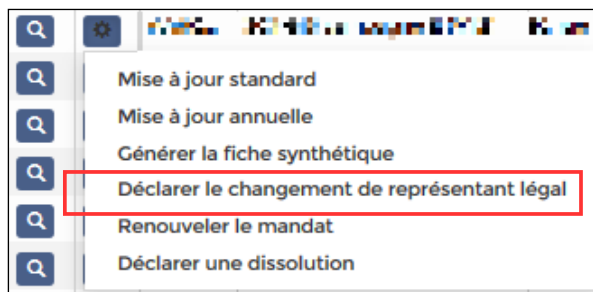 Mise à jour standard
Mise à jour annuelle
Générer la fiche synthétique
Déclarer le changement de représentant légal
Renouveler le mandat
Déclarer une dissolution